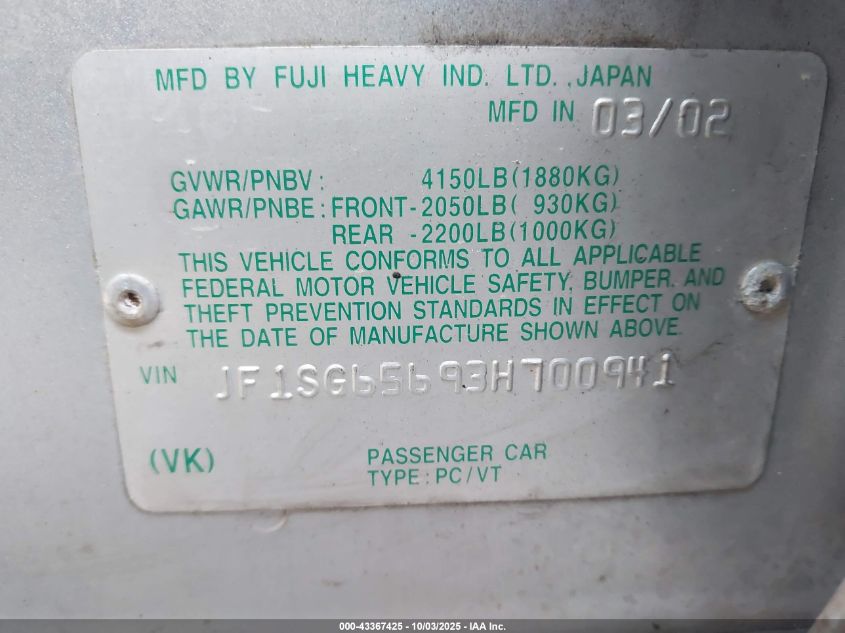 MFD BY FUJI HEAVY IND. LTD., JAPAN
MFD IN 03/02
GVWR/PNBV: 4150LB(1880KG)
GAWR/PNBE: FRONT-2050LB( 930KG)
REAR -2200LB(1000KG)
THIS VEHICLE CONFORMS TO ALL APPLICABLE
FEDERAL MOTOR VEHICLE SAFETY, BUMPER, AND
THEFT PREVENTION STANDARDS IN EFFECT ON
THE DATE OF MANUFACTURE SHOWN ABOVE.
VIN JF1SG65693H700941
(VK) PASSENGER CAR
TYPE:PC/VT
000-43367425 - 10/03/2025 - IAA Inc.